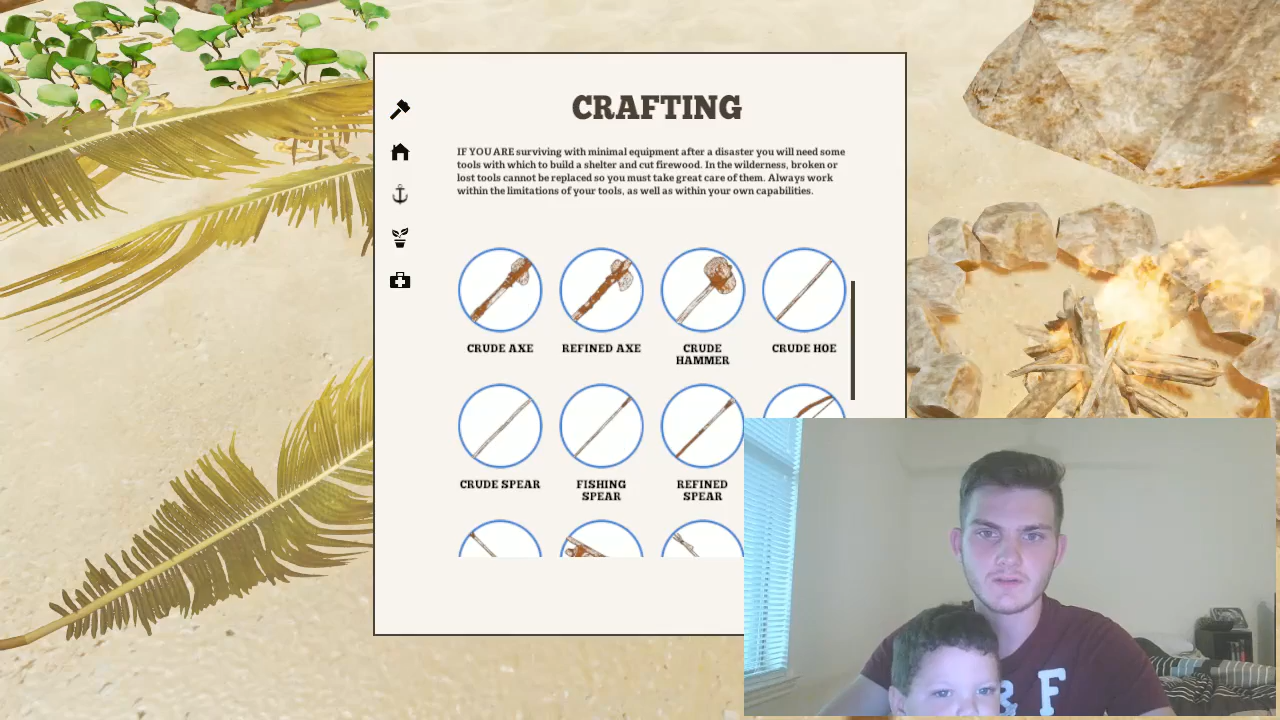 CRAFTING
IF YOU ARE surviving with minimal equipment after a disaster you will need some
tools with which to build a shelter and cut firewood. In the wilderness, broken or
lost tools cannot be replaced so you must take great care of them. Always work
within the limitations of your tools, as well as within your own capabilities.
CRUDE AXE
REFINED AXE
CRUDE
HAMMER
CRUDE HOE
CRUDE SPEAR
FISHING
SPEAR
REFINED
SPEAR
& F